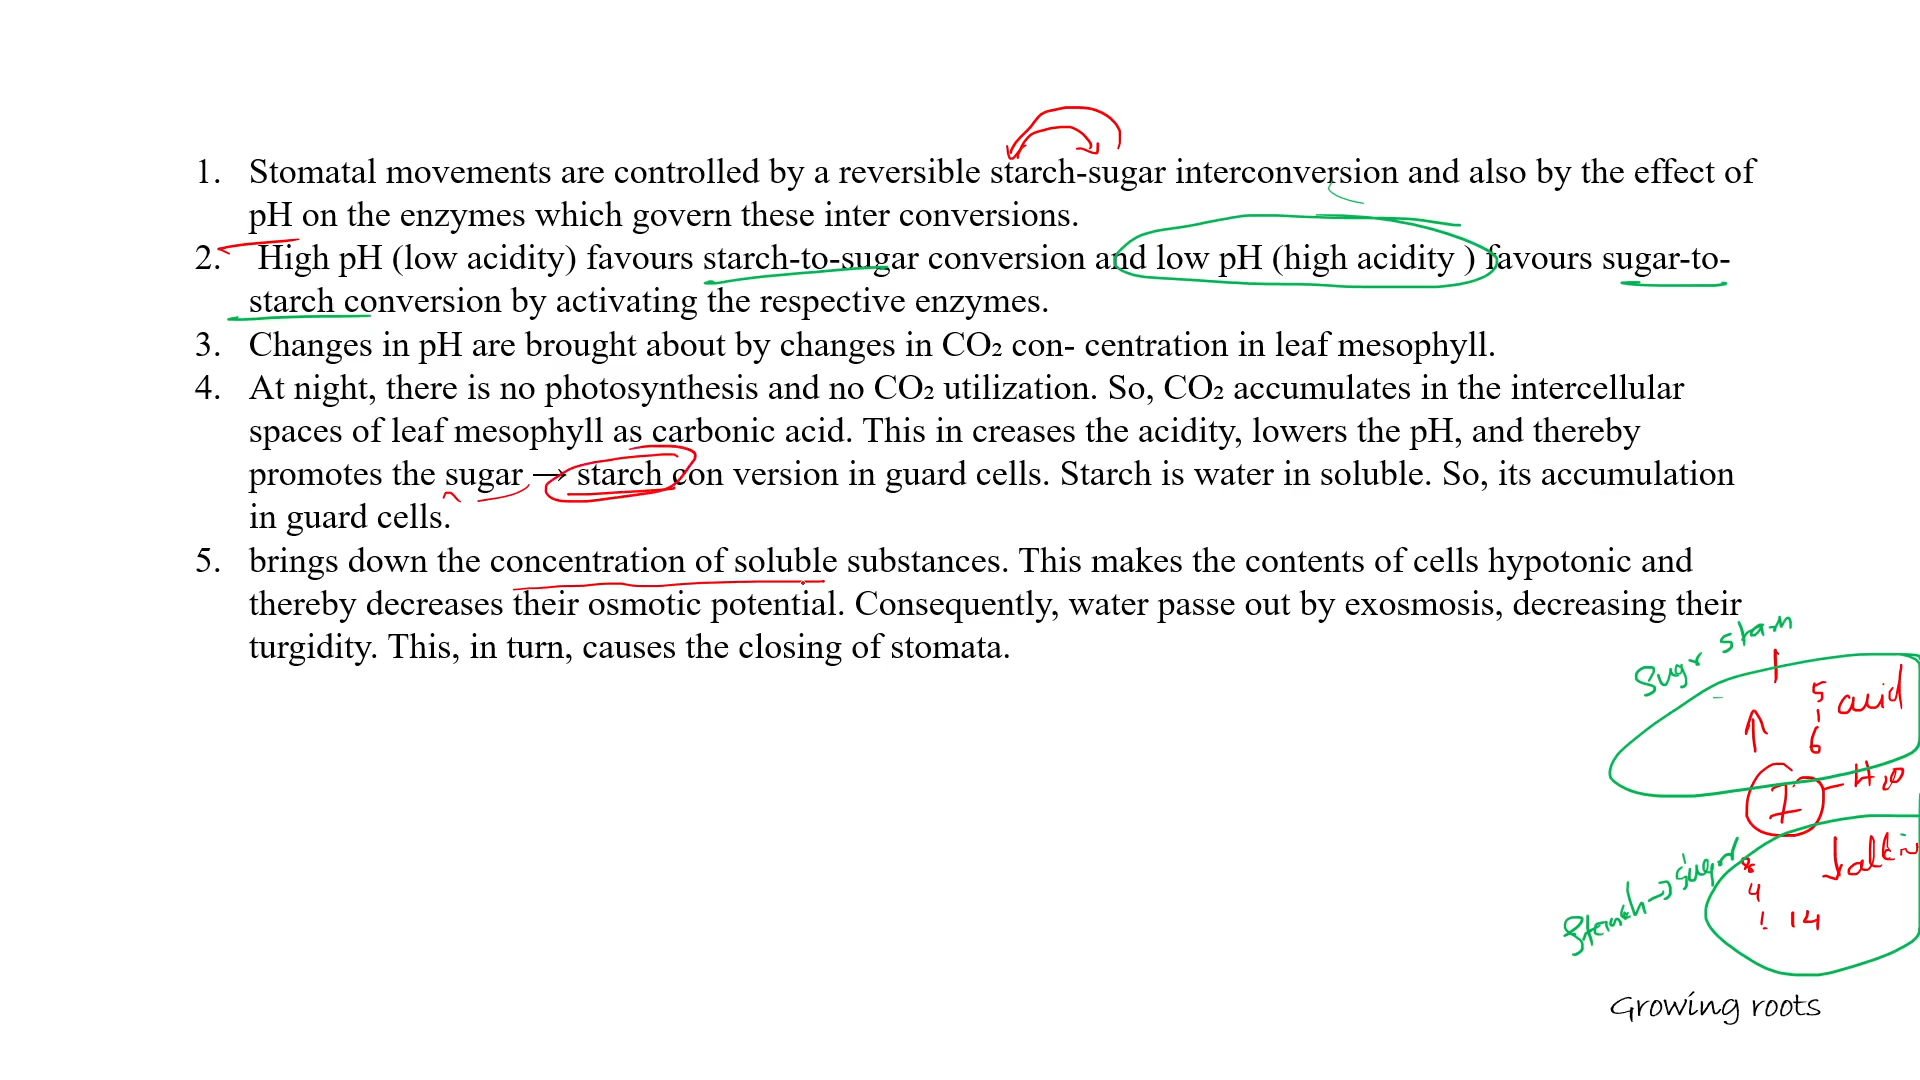 1. Stomatal movements are controlled by a reversible starch-sugar interconversion and also by the effect of
pH on the enzymes which govern these inter conversions.
2. High pH (low acidity) favours starch-to-sugar conversion and low pH (high acidity ) favours sugar-to-
starch conversion by activating the respective enzymes.
3. Changes in pH are brought about by changes in CO₂ con- centration in leaf mesophyll.
4. At night, there is no photosynthesis and no CO₂ utilization. So, CO₂ accumulates in the intercellular
spaces of leaf mesophyll as carbonic acid. This in creases the acidity, lowers the pH, and thereby
promotes the sugar → starch con version in guard cells. Starch is water in soluble. So, its accumulation
in guard cells.
5. brings down the concentration of soluble substances. This makes the contents of cells hypotonic and
thereby decreases their osmotic potential. Consequently, water passe out by exosmosis, decreasing their
turgidity. This, in turn, causes the closing of stomata.
Sugr
1
5 acid
6
7 - H₂O
Starch → sugar
14
Growing roots